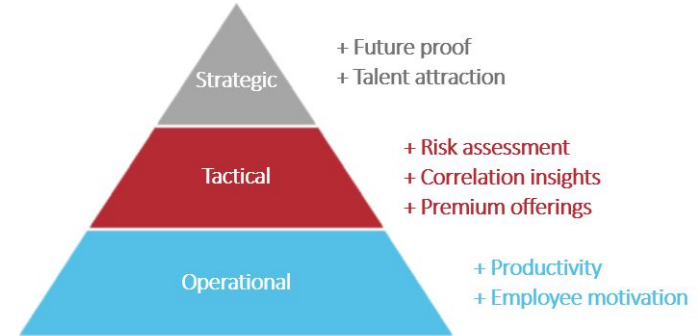 + Future proof
Strategic
+ Talent attraction
+ Risk assessment
Tactical
+ Correlation insights
+ Premium offerings
Operational
+ Productivity
+ Employee motivation